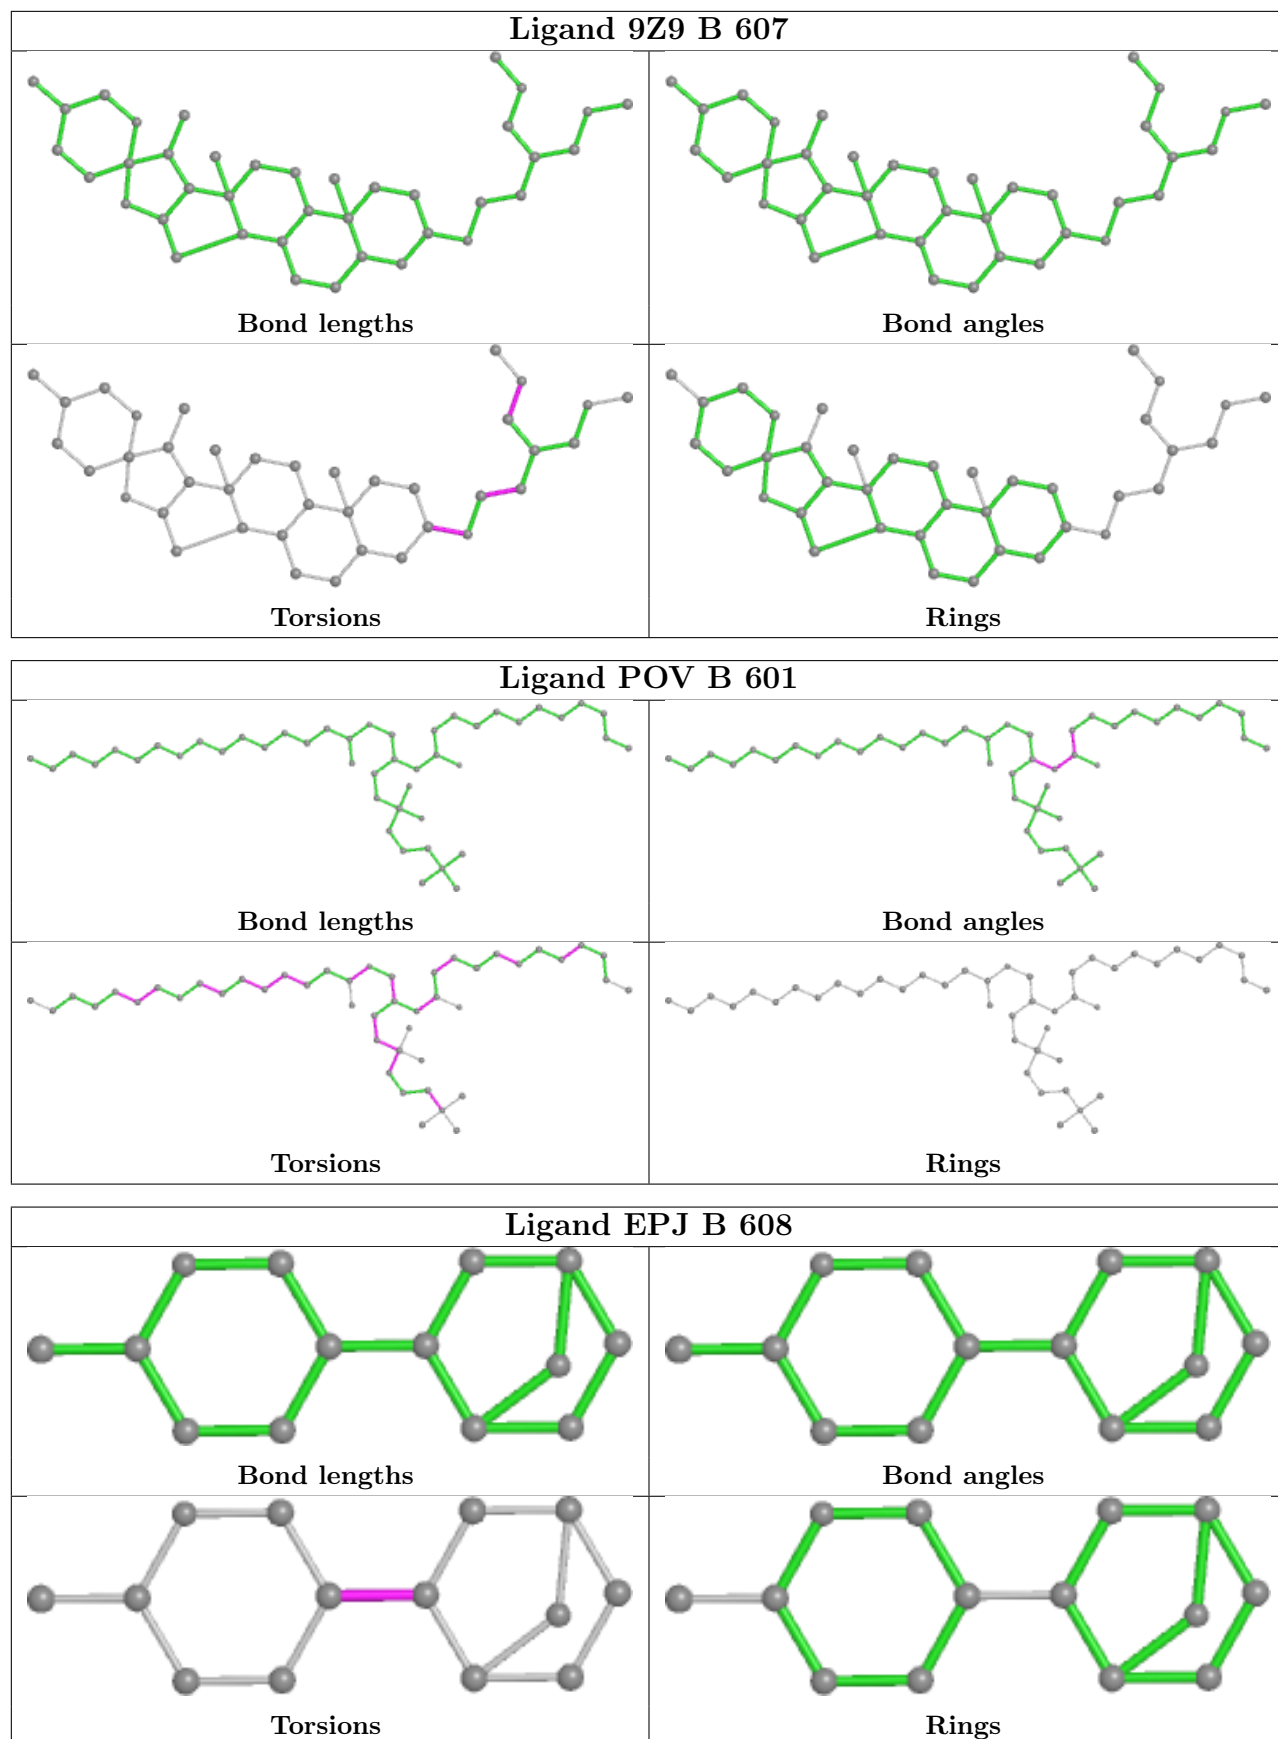 Ligand 9Z9 B 607
Bond lengths
Bond angles
Torsions
Rings
Ligand POV B 601
Bond lengths
Bond angles
Torsions
Rings
Ligand EPJ B 608
Bond lengths
Bond angles
Torsions
Rings